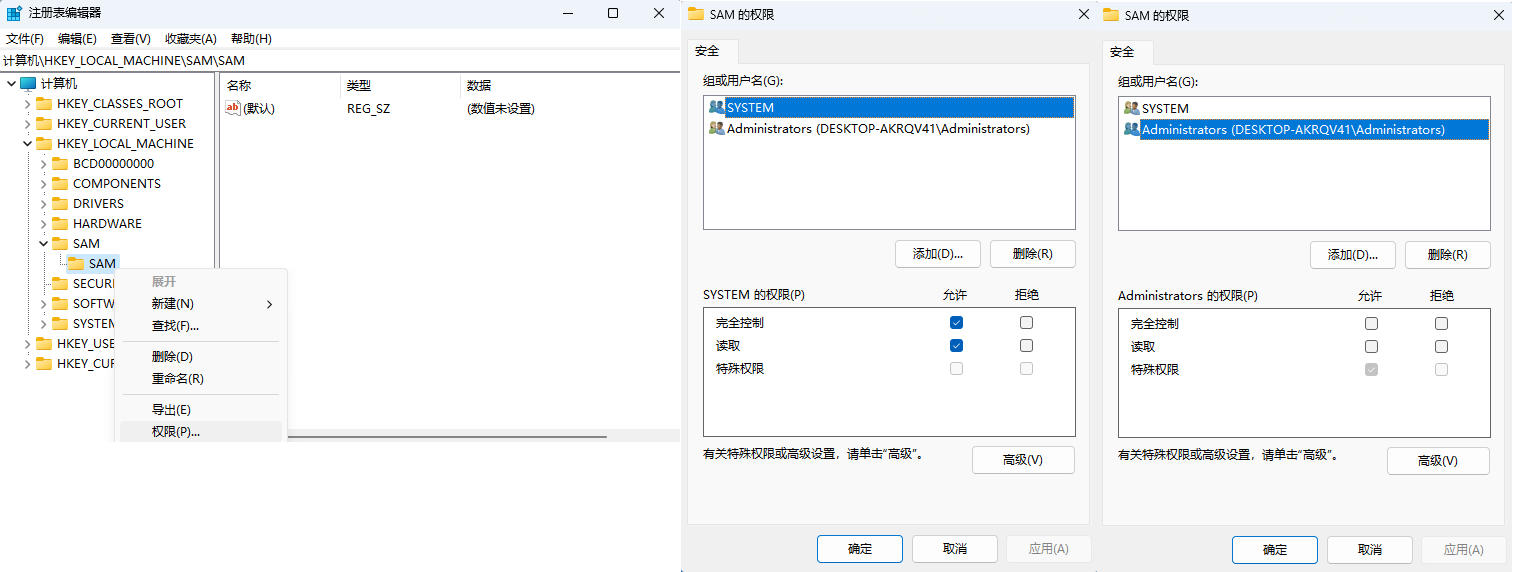 注册表编辑器
文件(F) 编辑(E) 查看(V) 收藏夹(A) 帮助(H)
计算机\HKEY_LOCAL_MACHINE\SAM\SAM
计算机
HKEY_CLASSES_ROOT
HKEY_CURRENT_USER
HKEY_LOCAL_MACHINE
BCD00000000
COMPONENTS
DRIVERS
HARDWARE
SAM
SAM
SECURI
SOFTW
SYSTEM
HKEY_USE
HKEY_CUR
名称 类型 数据
ab (默认) REG_SZ (数值未设置)
展开
新建(N)
查找(F)...
删除(D)
重命名(R)
导出(E)
权限(P)...
SAM 的权限
安全
组或用户名(G):
SYSTEM
Administrators (DESKTOP-AKRQV41\Administrators)
添加(D)... 删除(R)
SYSTEM 的权限(P) 允许 拒绝
完全控制
读取
特殊权限
有关特殊权限或高级设置，请单击“高级”。
高级(V)
确定 取消 应用(A)
SAM 的权限
安全
组或用户名(G):
SYSTEM
Administrators (DESKTOP-AKRQV41\Administrators)
添加(D)... 删除(R)
Administrators 的权限(P) 允许 拒绝
完全控制
读取
特殊权限
有关特殊权限或高级设置，请单击“高级”。
高级(V)
确定 取消 应用(A)